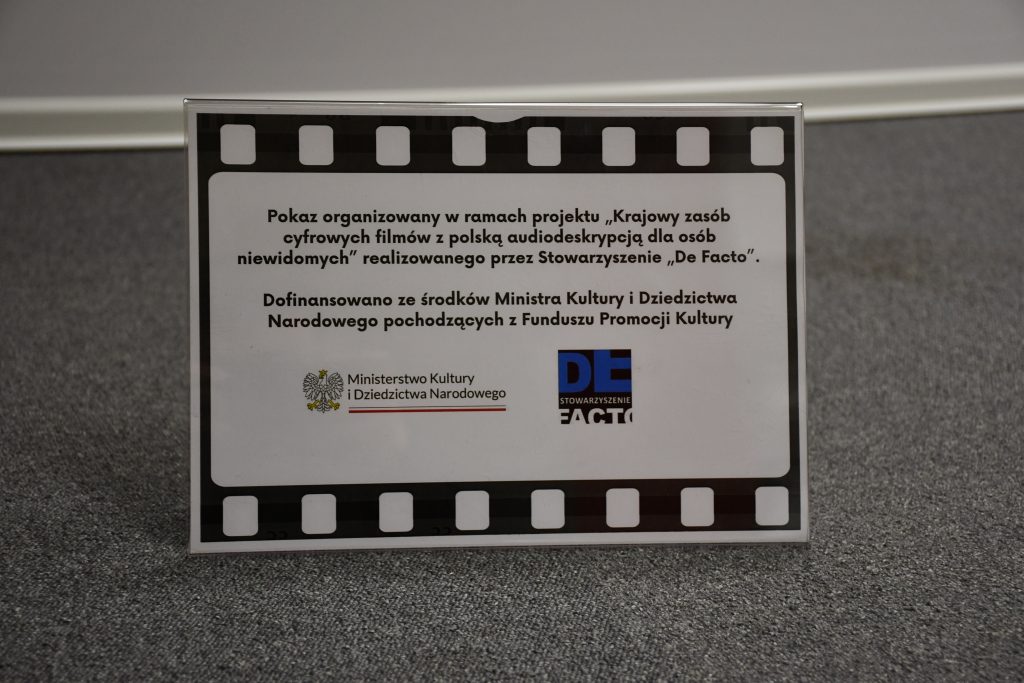 Pokaz organizowany w ramach projektu „Krajowy zasób
cyfrowych filmów z polską audiodeskrypcją dla osób
niewidomych” realizowanego przez Stowarzyszenie „De Facto”.
Dofinansowano ze środków Ministra Kultury i Dziedzictwa
Narodowego pochodzących z Funduszu Promocji Kultury
Ministerstwo Kultury
i Dziedzictwa Narodowego
DE
STOWARZYSZENIE
FACTO